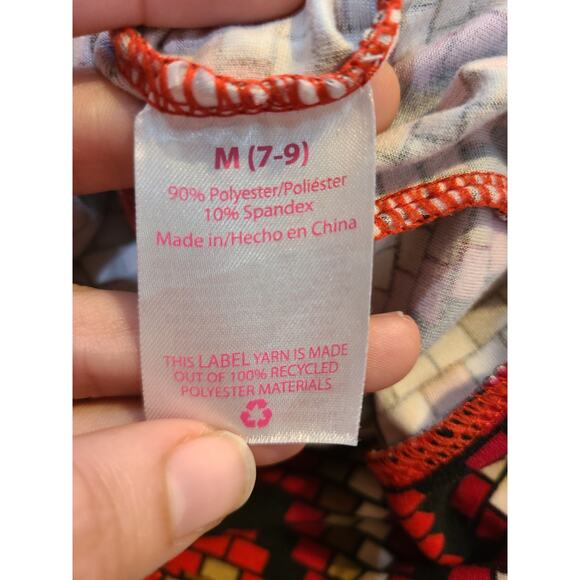 M (7-9)
90% Polyester/Poliéster
10% Spandex
Made in/Hecho en China
THIS LABEL YARN IS MADE
OUT OF 100% RECYCLED
POLYESTER MATERIALS